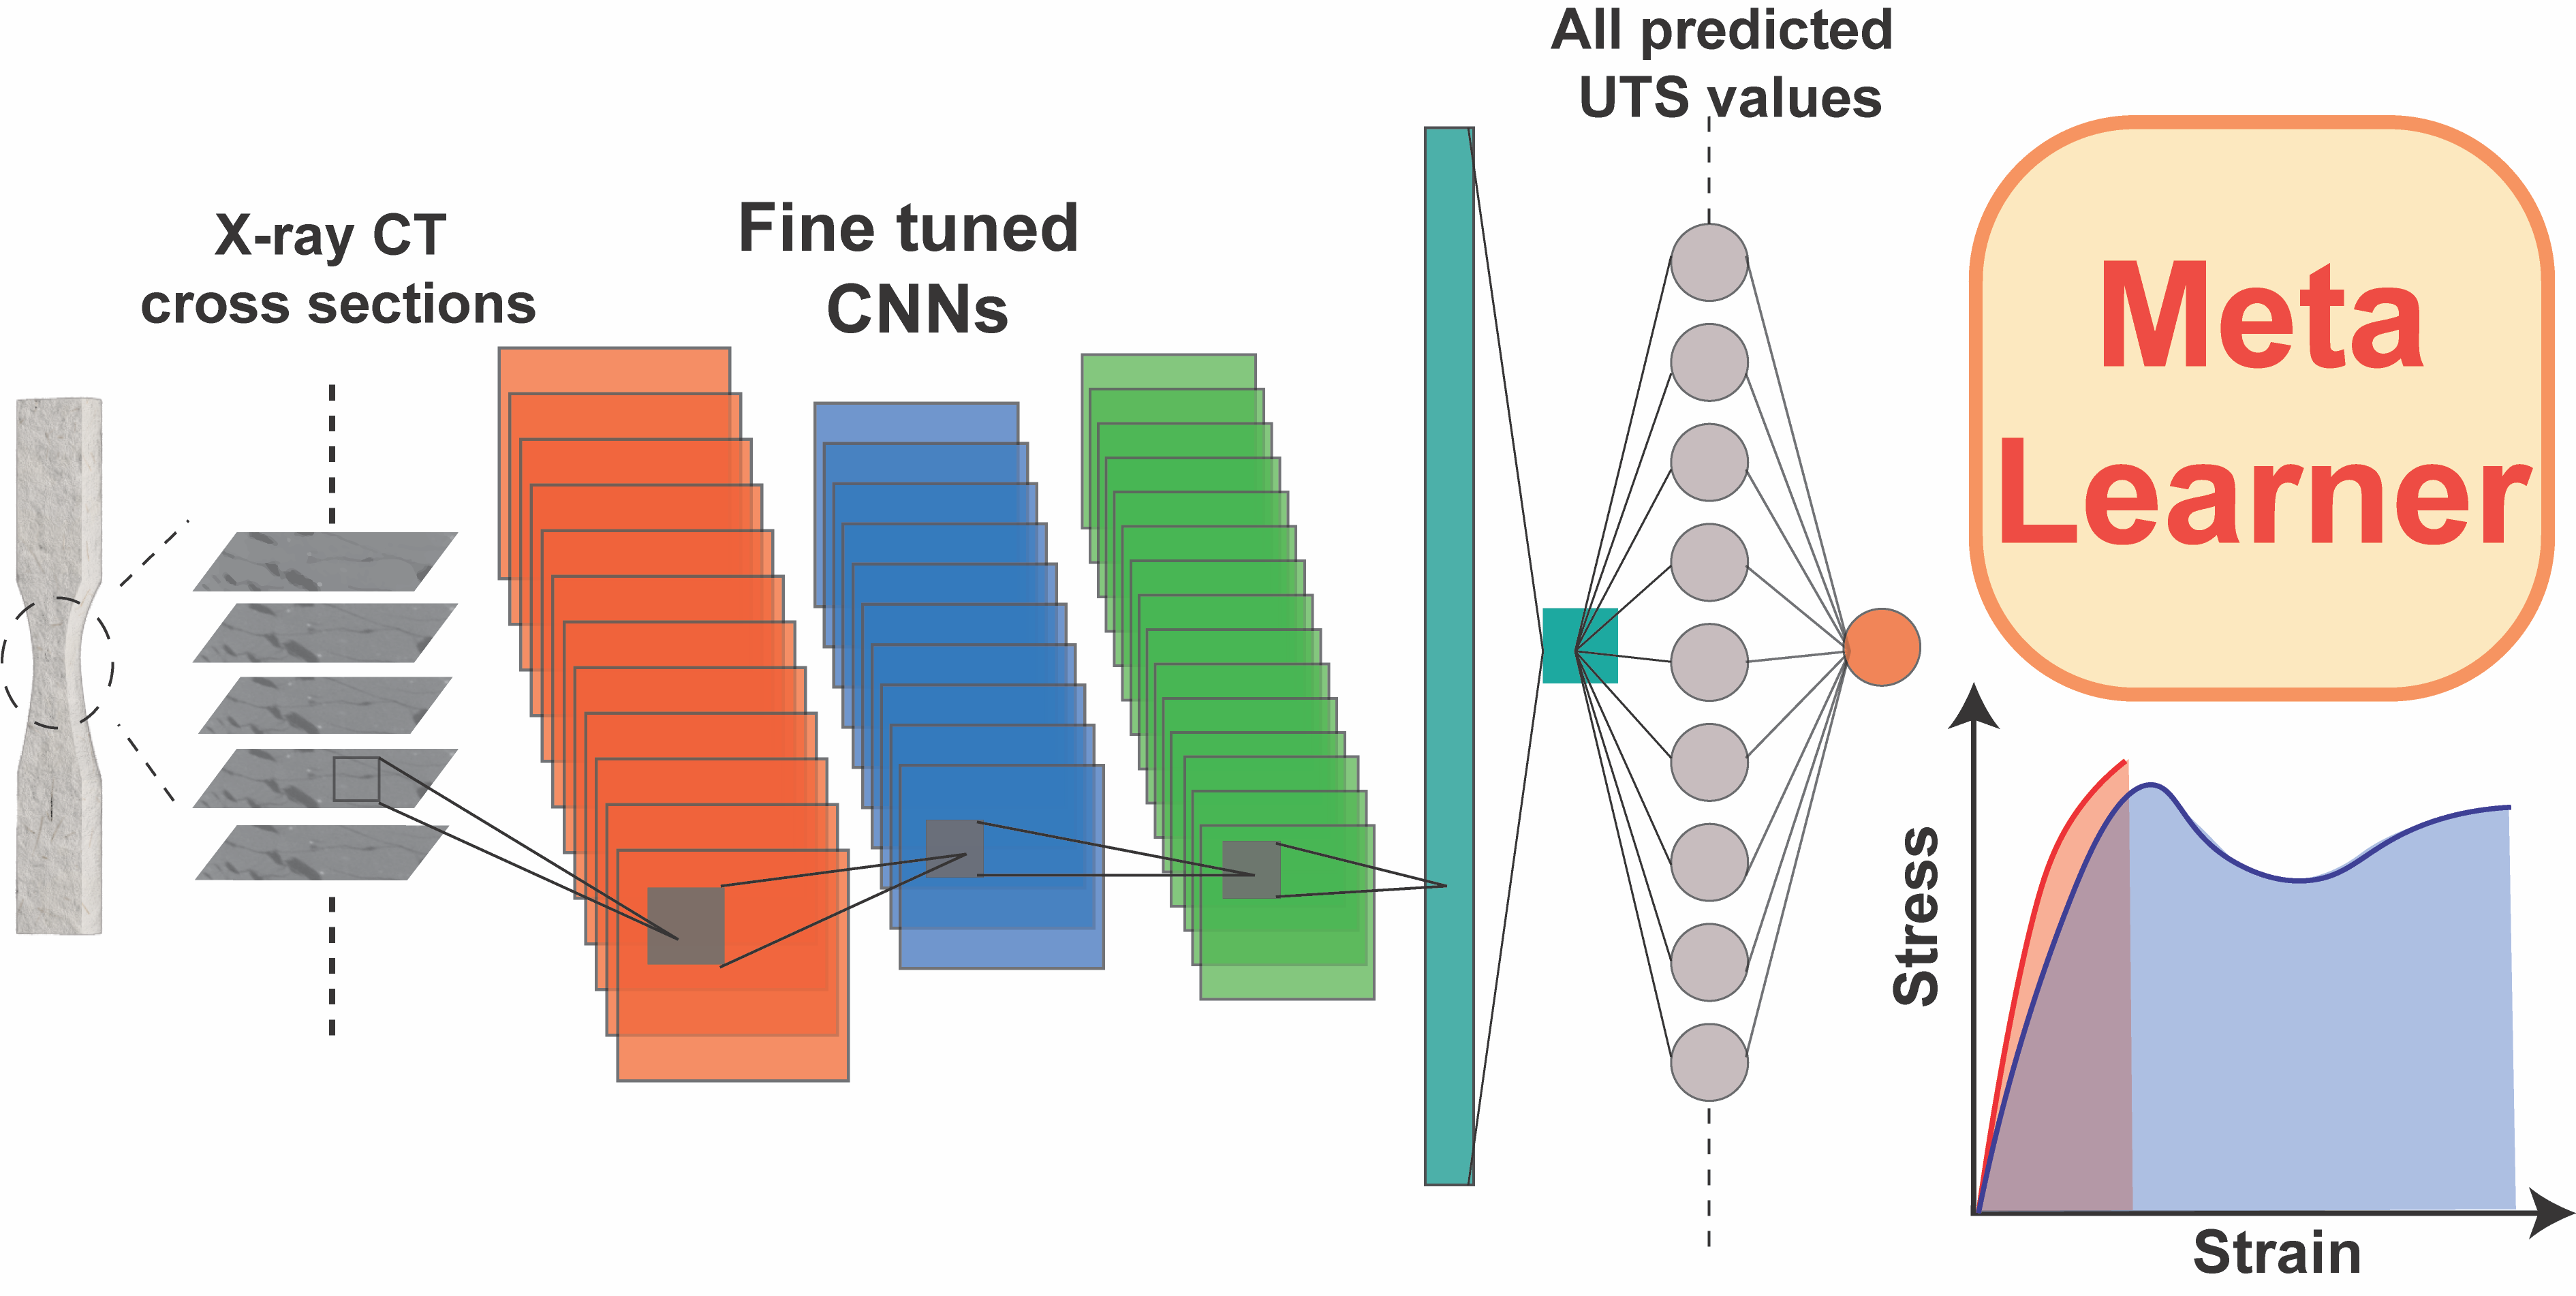 X-ray CT
cross sections
Fine tuned
CNNs
All predicted
UTS values
Meta
Learner
Stress
Strain